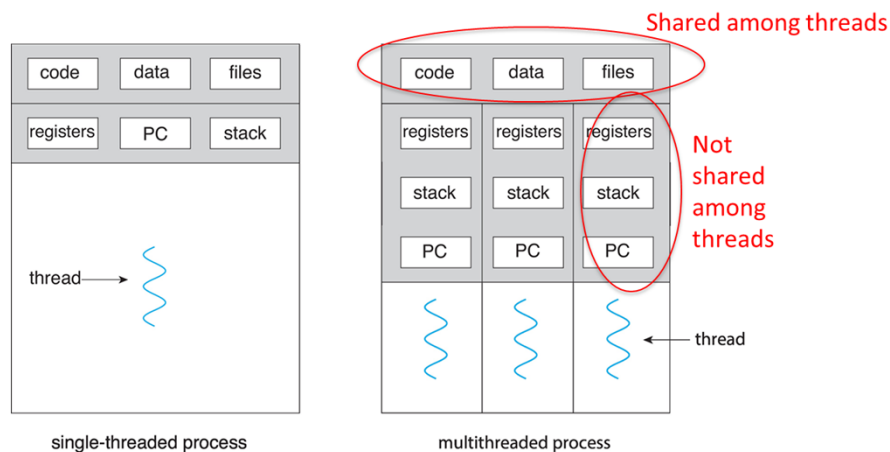 Shared among threads
code data files
registers PC stack
thread
single-threaded process
code data files
registers registers registers
stack stack stack
PC PC PC
Not
shared
among
threads
thread
multithreaded process